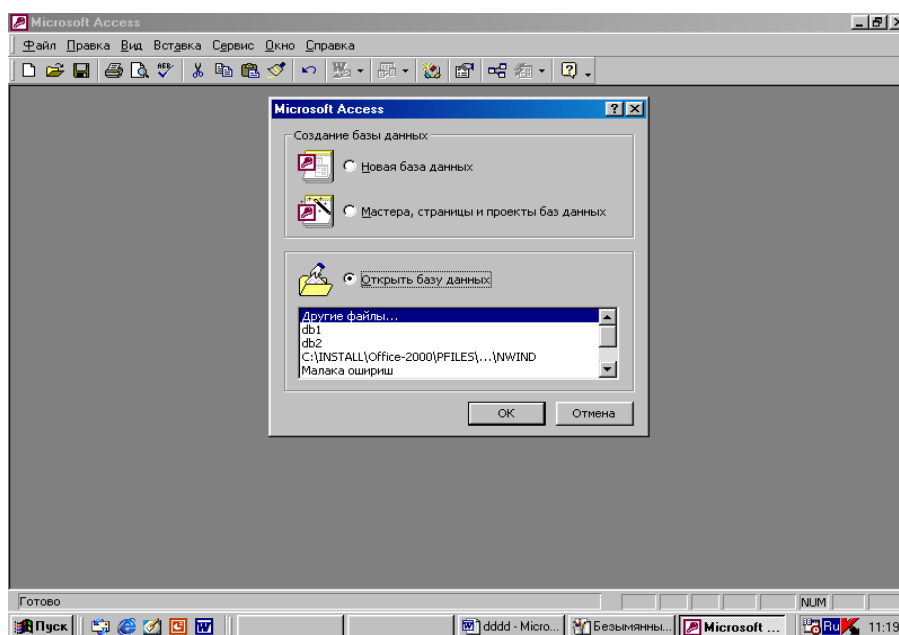 Microsoft Access
Файл Правка Вид Вставка Сервис Окно Справка
Microsoft Access
Создание базы данных
Новая база данных
Мастера, страницы и проекты баз данных
Открыть базу данных
Другие файлы...
db1
db2
C:\INSTALL\Office-2000\PFILES\...\NWIND
Малака ошириш
OK Отмена
Готово NUM
Пуск dddd - Micro... Безымянны... Microsoft ... Ru 11:19